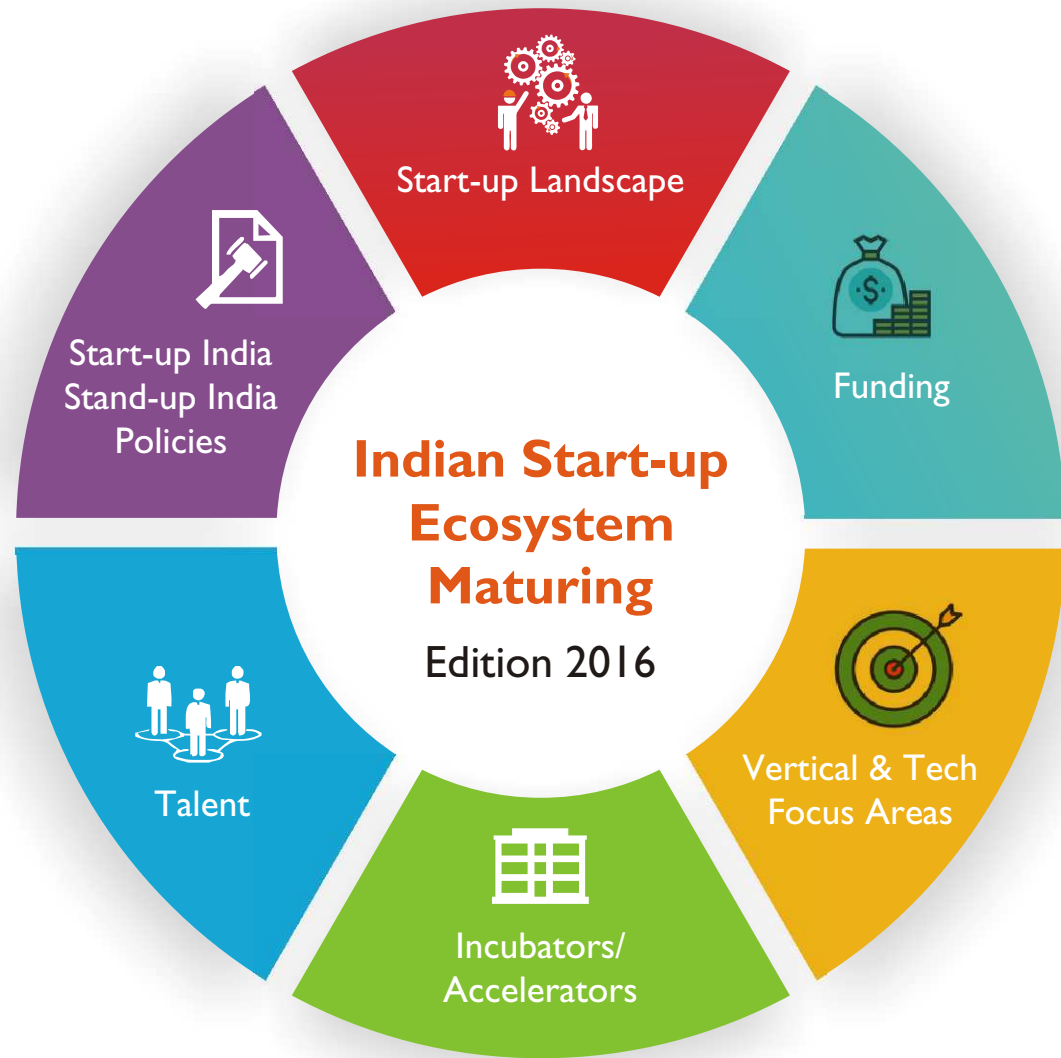 Start-up Landscape
Funding
Vertical & Tech
Focus Areas
Incubators/
Accelerators
Talent
Start-up India
Stand-up India
Policies
Indian Start-up
Ecosystem
Maturing
Edition 2016
$